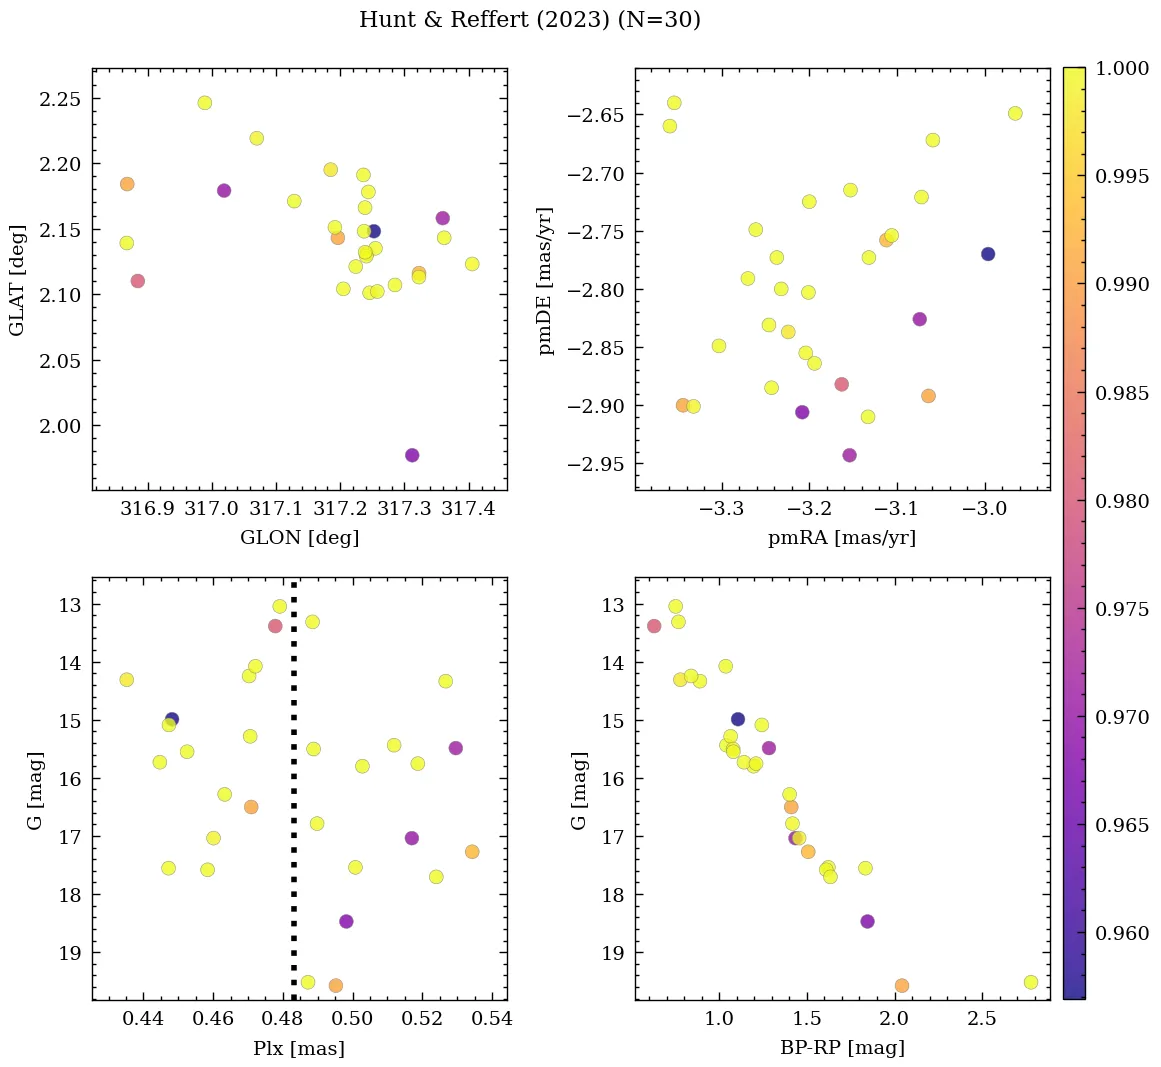 Hunt & Reffert (2023) (N=30)
2.25
2.20
2.15
2.10
2.05
2.00
GLAT [deg]
316.9 317.0 317.1 317.2 317.3 317.4
GLON [deg]
−2.65
−2.70
−2.75
−2.80
−2.85
−2.90
−2.95
pmDE [mas/yr]
−3.3 −3.2 −3.1 −3.0
pmRA [mas/yr]
13
14
15
16
17
18
19
G [mag]
0.44 0.46 0.48 0.50 0.52 0.54
Plx [mas]
13
14
15
16
17
18
19
G [mag]
1.0 1.5 2.0 2.5
BP-RP [mag]
1.000
0.995
0.990
0.985
0.980
0.975
0.970
0.965
0.960